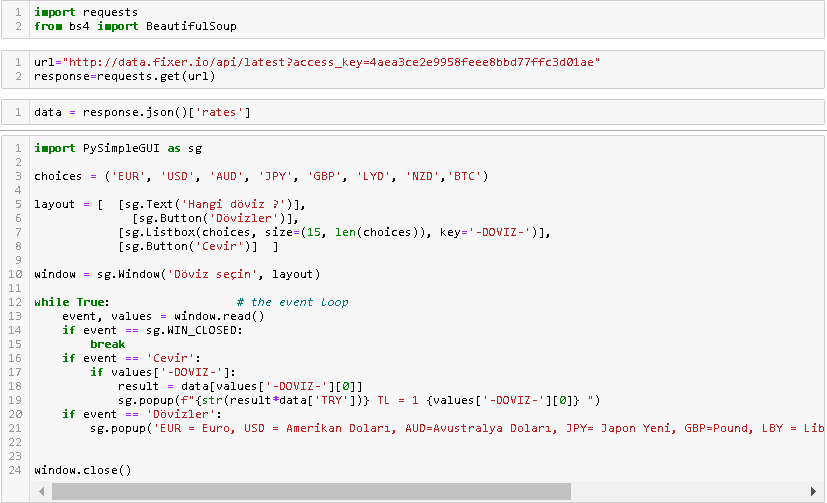 1 import requests
2 from bs4 import BeautifulSoup
1 url="http://data.fixer.io/api/latest?access_key=4aea3ce2e9958feee8bbd77ffc3d01ae"
2 response=requests.get(url)
1 data = response.json()['rates']
1 import PySimpleGUI as sg
2
3 choices = ('EUR', 'USD', 'AUD', 'JPY', 'GBP', 'LYD', 'NZD','BTC')
4
5 layout = [  [sg.Text('Hangi döviz ?')],
6               [sg.Button('Dövizler')],
7             [sg.Listbox(choices, size=(15, len(choices)), key='-DOVIZ-')],
8             [sg.Button('Cevir')]  ]
9
10 window = sg.Window('Döviz seçin', layout)
11
12 while True:                  # the event loop
13     event, values = window.read()
14     if event == sg.WIN_CLOSED:
15         break
16     if event == 'Cevir':
17         if values['-DOVIZ-']:
18             result = data[values['-DOVIZ-'][0]]
19             sg.popup(f"{str(result*data['TRY'])} TL = 1 {values['-DOVIZ-'][0]} ")
20     if event == 'Dövizler':
21         sg.popup('EUR = Euro, USD = Amerikan Doları, AUD=Avustralya Doları, JPY= Japon Yeni, GBP=Pound, LBY = Lib
22
23
24 window.close()